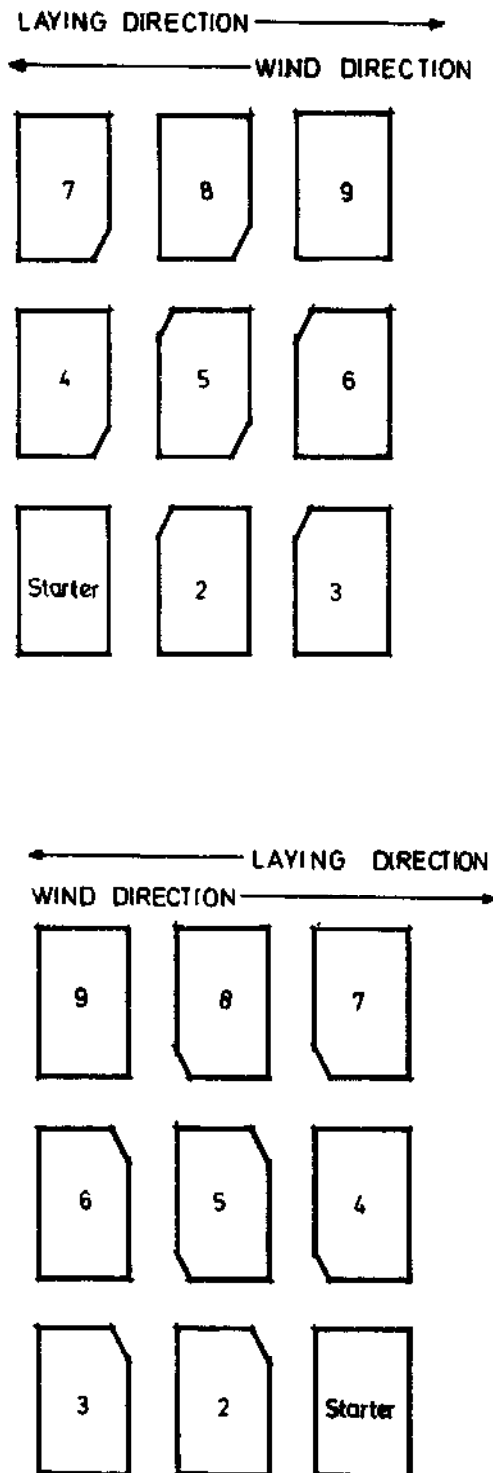 LAYING DIRECTION
WIND DIRECTION
7 8 9
4 5 6
Starter 2 3
LAYING DIRECTION
WIND DIRECTION
9 8 7
6 5 4
3 2 Starter